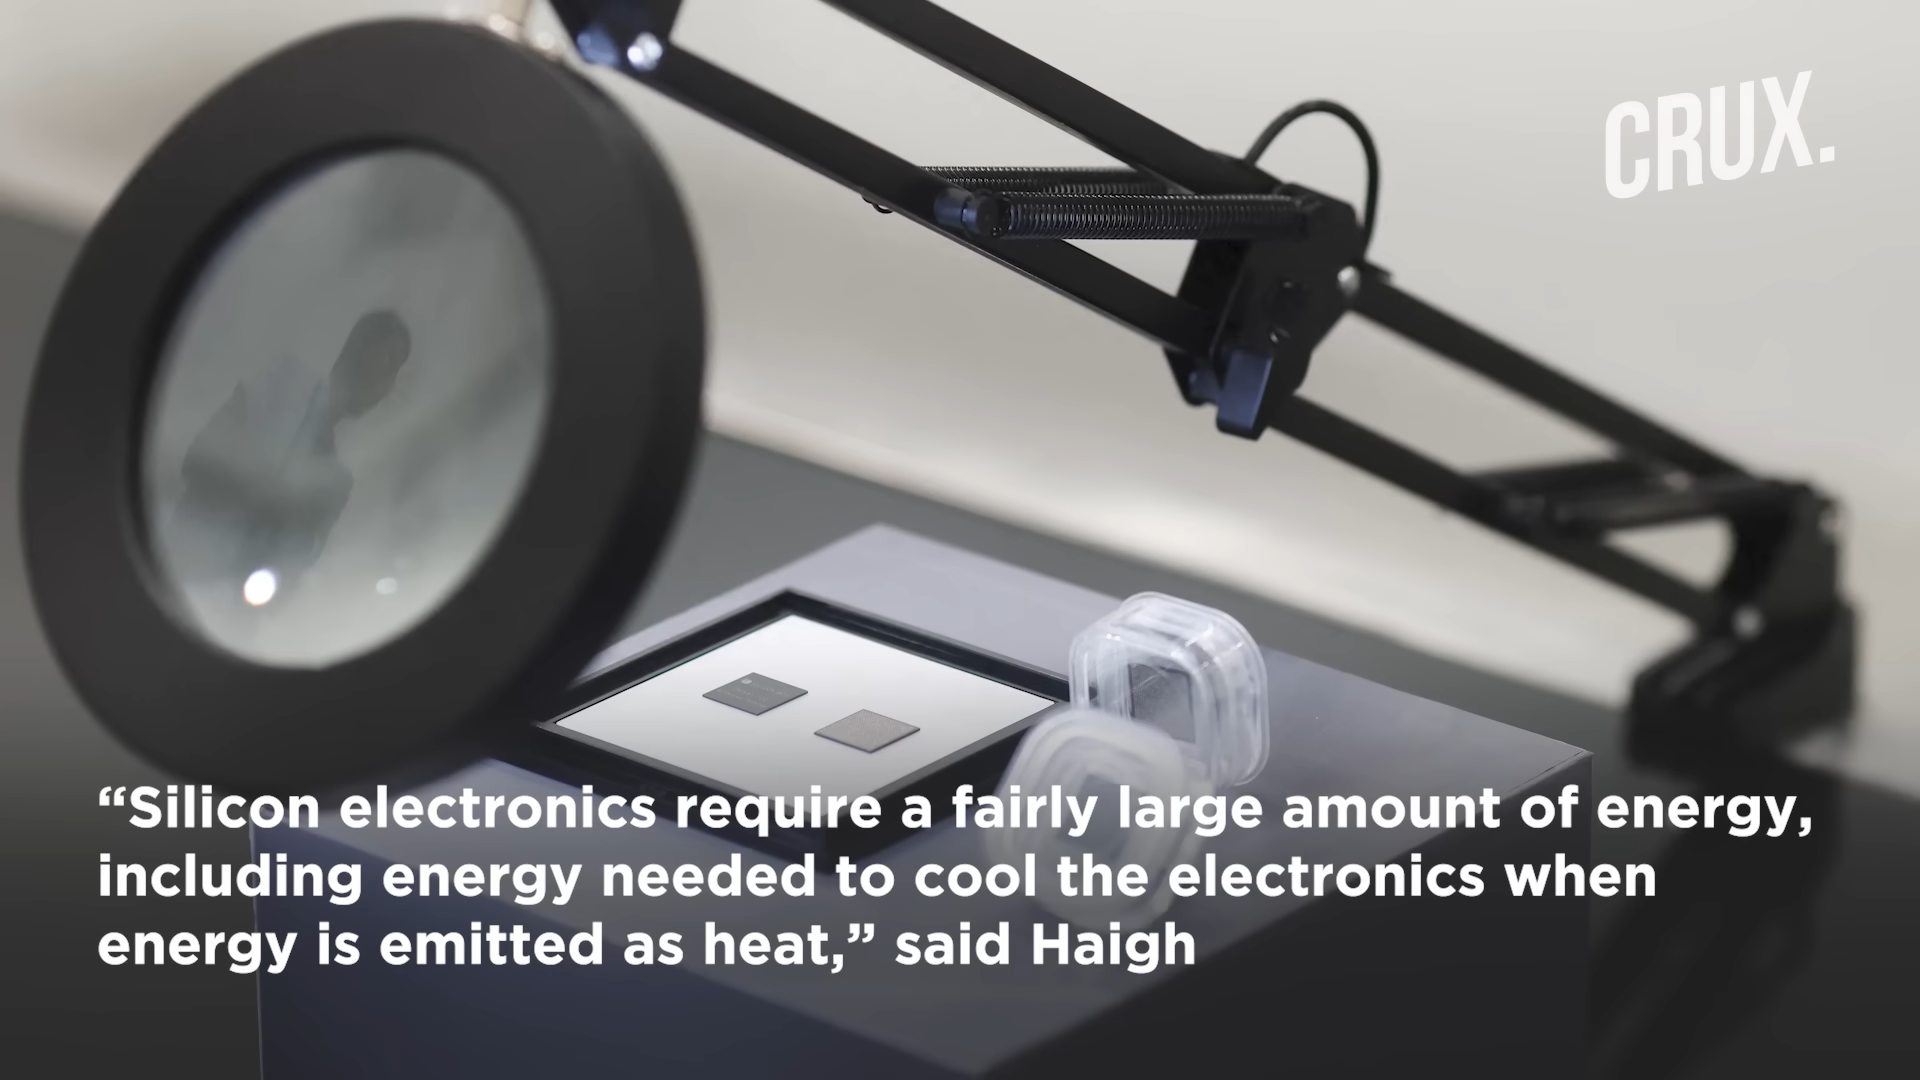 CRUX.
“Silicon electronics require a fairly large amount of energy,
including energy needed to cool the electronics when
energy is emitted as heat,” said Haigh